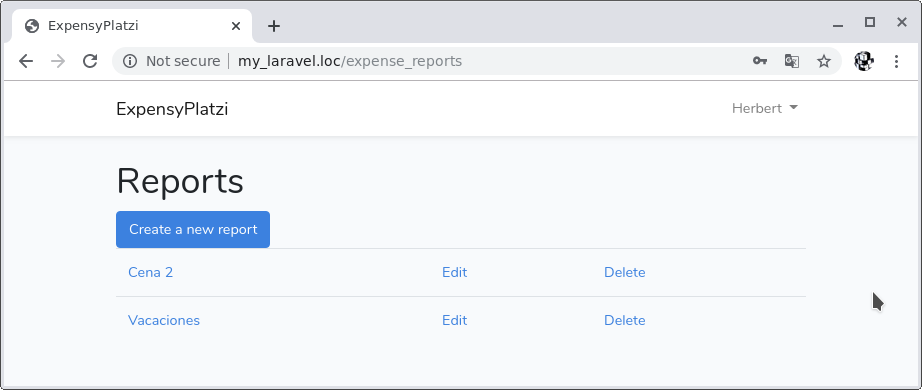 ExpensyPlatzi
Not secure my_laravel.loc/expense_reports
ExpensyPlatzi Herbert
Reports
Create a new report
Cena 2 Edit Delete
Vacaciones Edit Delete